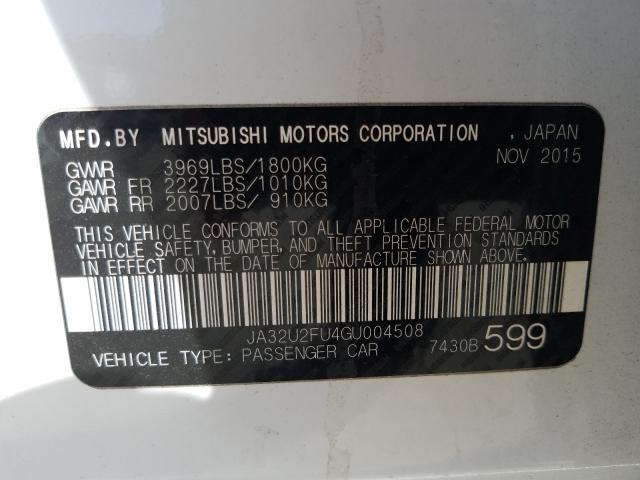 MFD.BY MITSUBISHI MOTORS CORPORATION , JAPAN
NOV 2015
GVWR 3969LBS/1800KG
GAWR FR 2227LBS/1010KG
GAWR RR 2007LBS/ 910KG
THIS VEHICLE CONFORMS TO ALL APPLICABLE FEDERAL MOTOR
VEHICLE SAFETY, BUMPER, AND THEFT PREVENTION STANDARDS
IN EFFECT ON THE DATE OF MANUFACTURE SHOWN ABOVE.
JA32U2FU4GU004508
VEHICLE TYPE: PASSENGER CAR 7430B 599